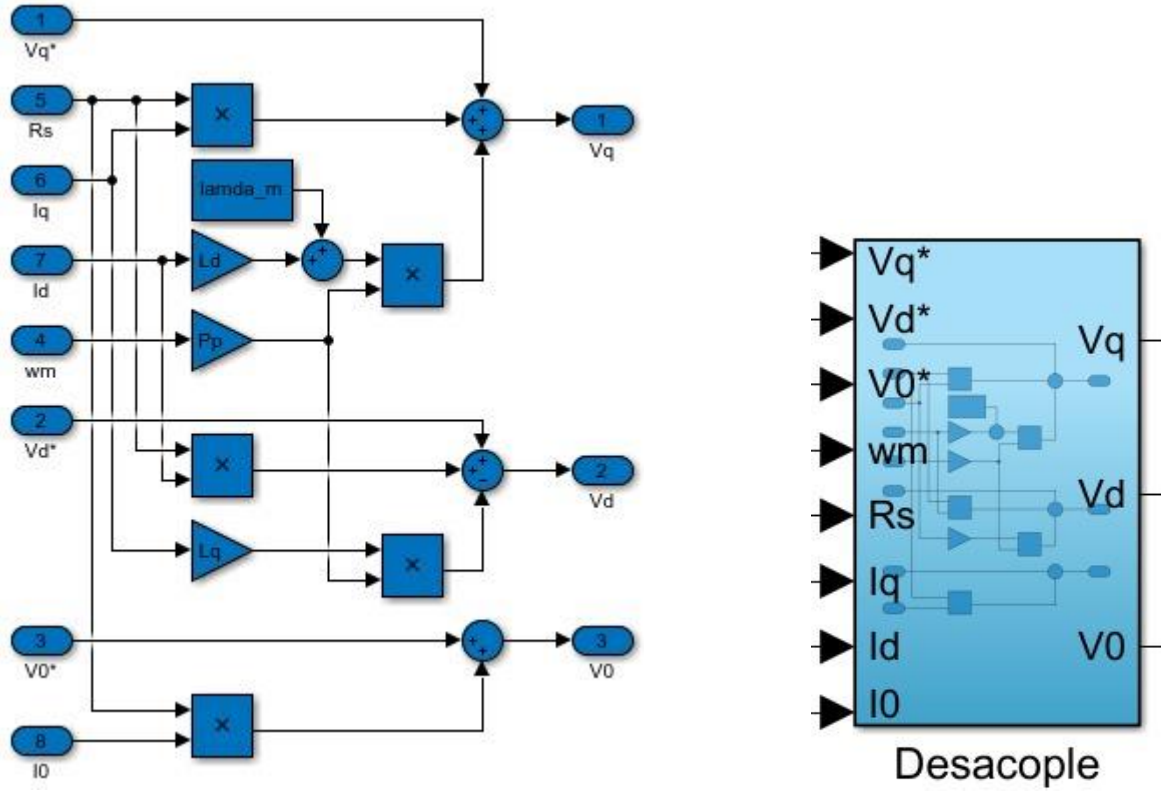 1
Vq*
5
Rs
×
+
+
+
1
Vq
6
Iq
lamda_m
7
Id
Ld
+
+
×
4
wm
Pp
2
Vd*
×
+
+
-
2
Vd
Lq
×
3
V0*
+
+
3
V0
×
8
I0
Vq*
Vd*
V0*
wm
Rs
Iq
Id
I0
Vq
Vd
V0
Desacople